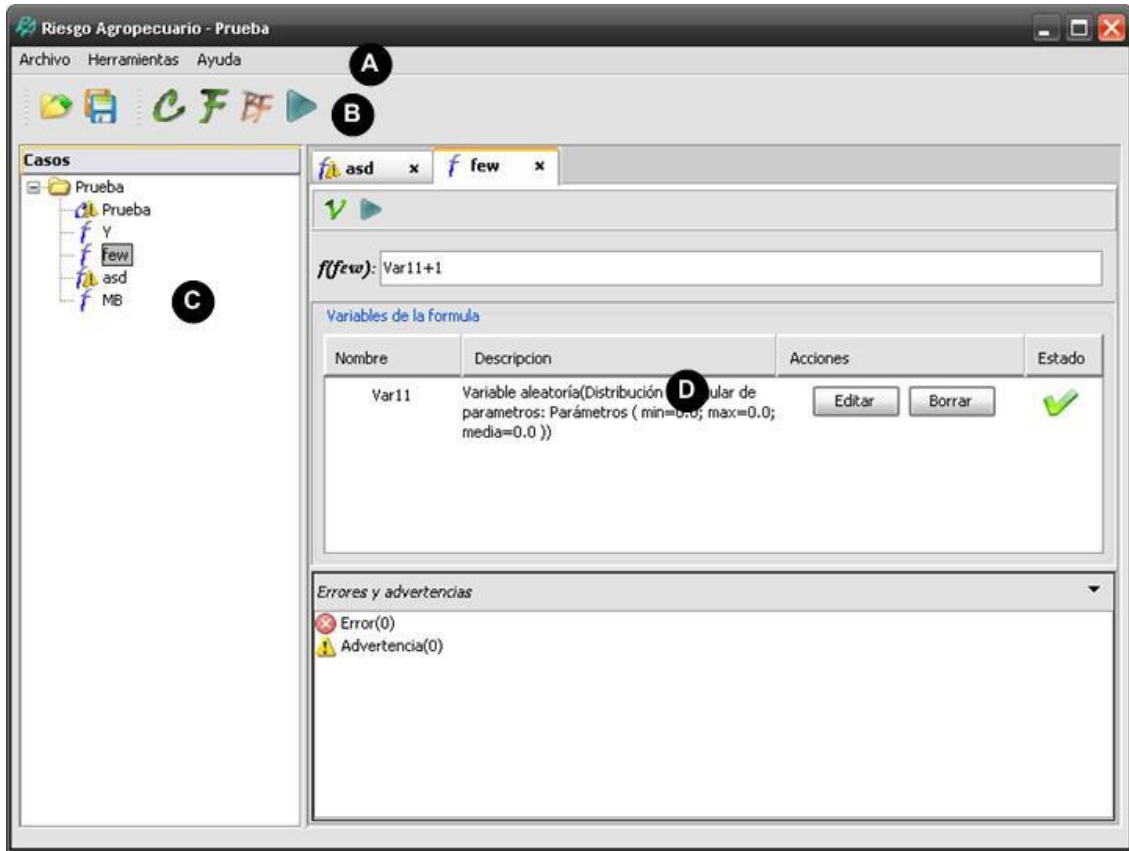 Riesgo Agropecuario - Prueba
Archivo Herramientas Ayuda
A
B
Casos
Prueba
Prueba
Y
few
asd
MB
C
asd x few x
f(few): Var11+1
Variables de la formula
Nombre Descripcion Acciones Estado
Var11 Variable aleatoría(Distribución ular de
parametros: Parámetros ( min=0.0; max=0.0;
media=0.0 ))
D
Editar Borrar
Errores y advertencias
Error(0)
Advertencia(0)